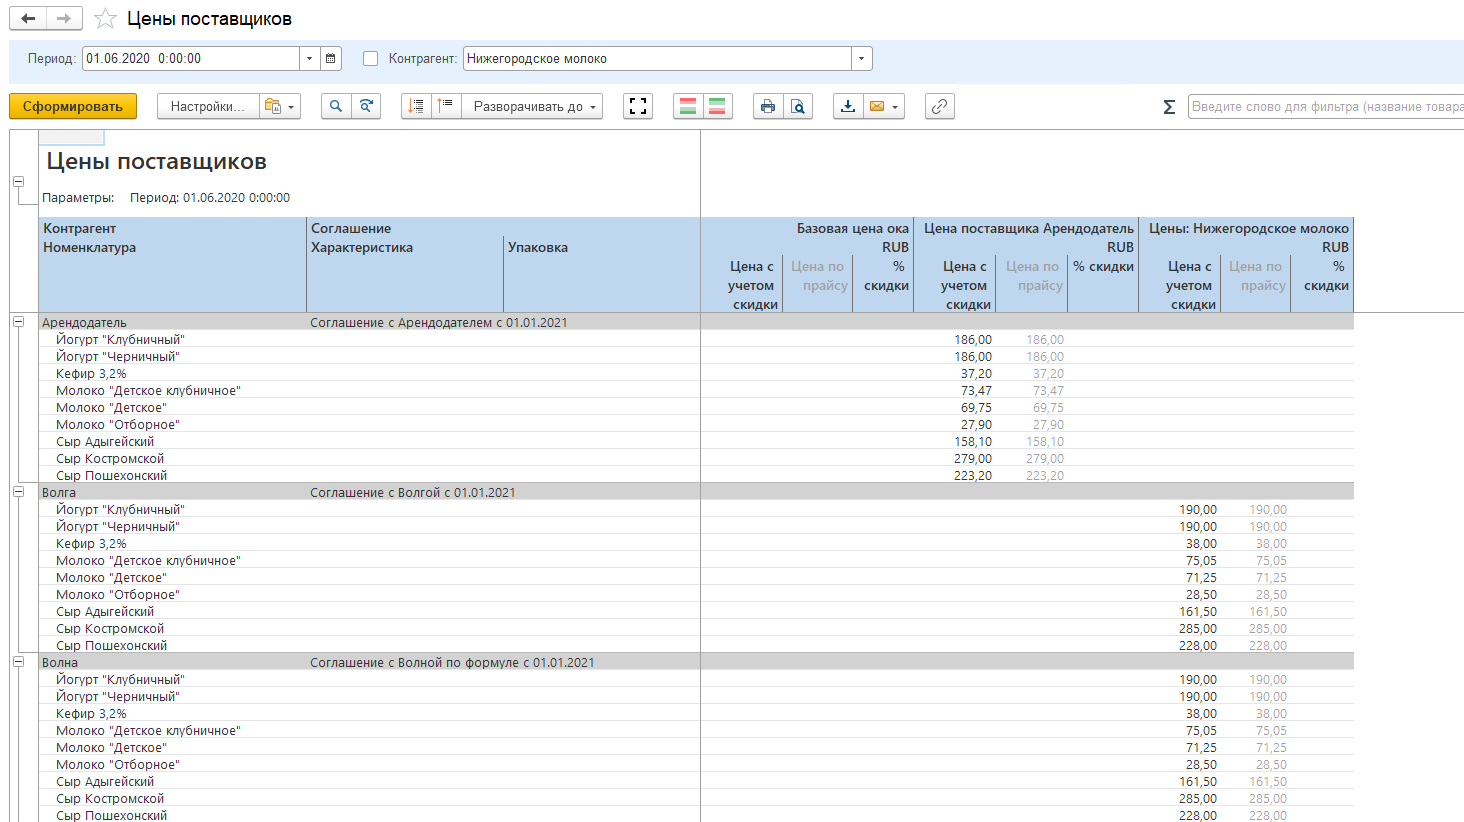 Цены поставщиков
Период: 01.06.2020 0:00:00 Контрагент: Нижегородское молоко
Сформировать Настройки... Разворачивать до Σ Введите слово для фильтра (название товара
Цены поставщиков
Параметры: Период: 01.06.2020 0:00:00
Контрагент Соглашение Базовая цена ока Цена поставщика Арендодатель Цены: Нижегородское молоко
Номенклатура Характеристика Упаковка RUB RUB RUB
Цена с Цена по % Цена с Цена по % скидки Цена с Цена по %
учетом прайсу скидки учетом прайсу учетом прайсу скидки
скидки скидки скидки
Арендодатель Соглашение с Арендодателем с 01.01.2021
Йогурт "Клубничный" 186,00 186,00
Йогурт "Черничный" 186,00 186,00
Кефир 3,2% 37,20 37,20
Молоко "Детское клубничное" 73,47 73,47
Молоко "Детское" 69,75 69,75
Молоко "Отборное" 27,90 27,90
Сыр Адыгейский 158,10 158,10
Сыр Костромской 279,00 279,00
Сыр Пошехонский 223,20 223,20
Волга Соглашение с Волгой с 01.01.2021
Йогурт "Клубничный" 190,00 190,00
Йогурт "Черничный" 190,00 190,00
Кефир 3,2% 38,00 38,00
Молоко "Детское клубничное" 75,05 75,05
Молоко "Детское" 71,25 71,25
Молоко "Отборное" 28,50 28,50
Сыр Адыгейский 161,50 161,50
Сыр Костромской 285,00 285,00
Сыр Пошехонский 228,00 228,00
Волна Соглашение с Волной по формуле с 01.01.2021
Йогурт "Клубничный" 190,00 190,00
Йогурт "Черничный" 190,00 190,00
Кефир 3,2% 38,00 38,00
Молоко "Детское клубничное" 75,05 75,05
Молоко "Детское" 71,25 71,25
Молоко "Отборное" 28,50 28,50
Сыр Адыгейский 161,50 161,50
Сыр Костромской 285,00 285,00
Сыр Пошехонский 228,00 228,00